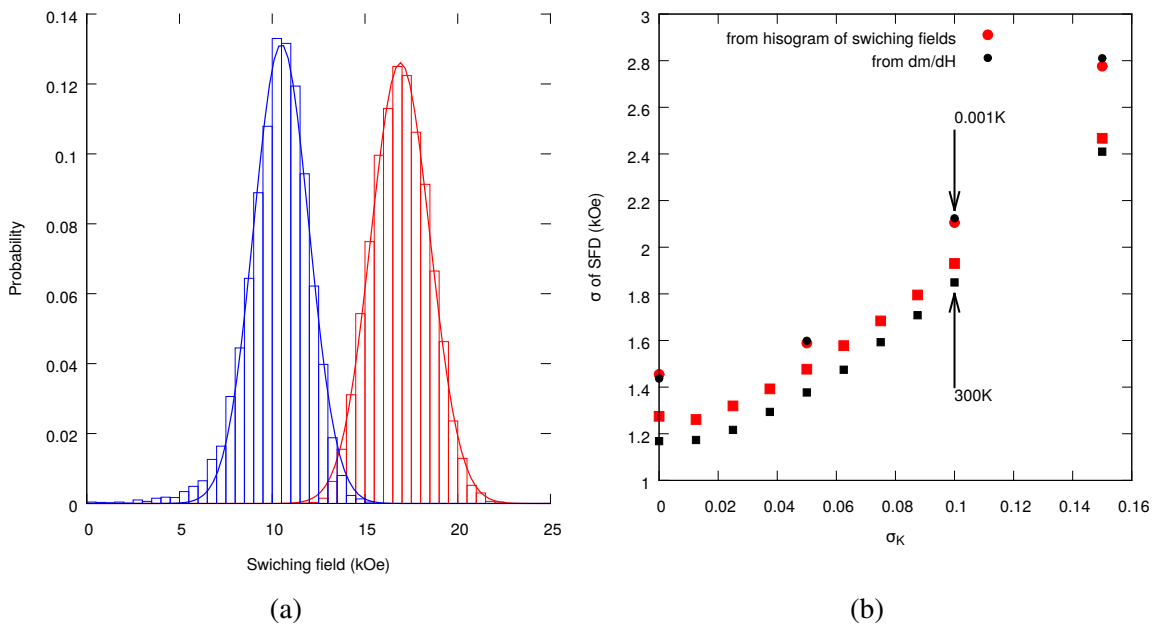 0.14
0.12
0.1
0.08
0.06
0.04
0.02
0
Probability
0 5 10 15 20 25
Swiching field (kOe)
(a)
from hisogram of swiching fields
from dm/dH
0.001K
300K
3
2.8
2.6
2.4
2.2
2
1.8
1.6
1.4
1.2
1
σ of SFD (kOe)
0 0.02 0.04 0.06 0.08 0.1 0.12 0.14 0.16
σK
(b)